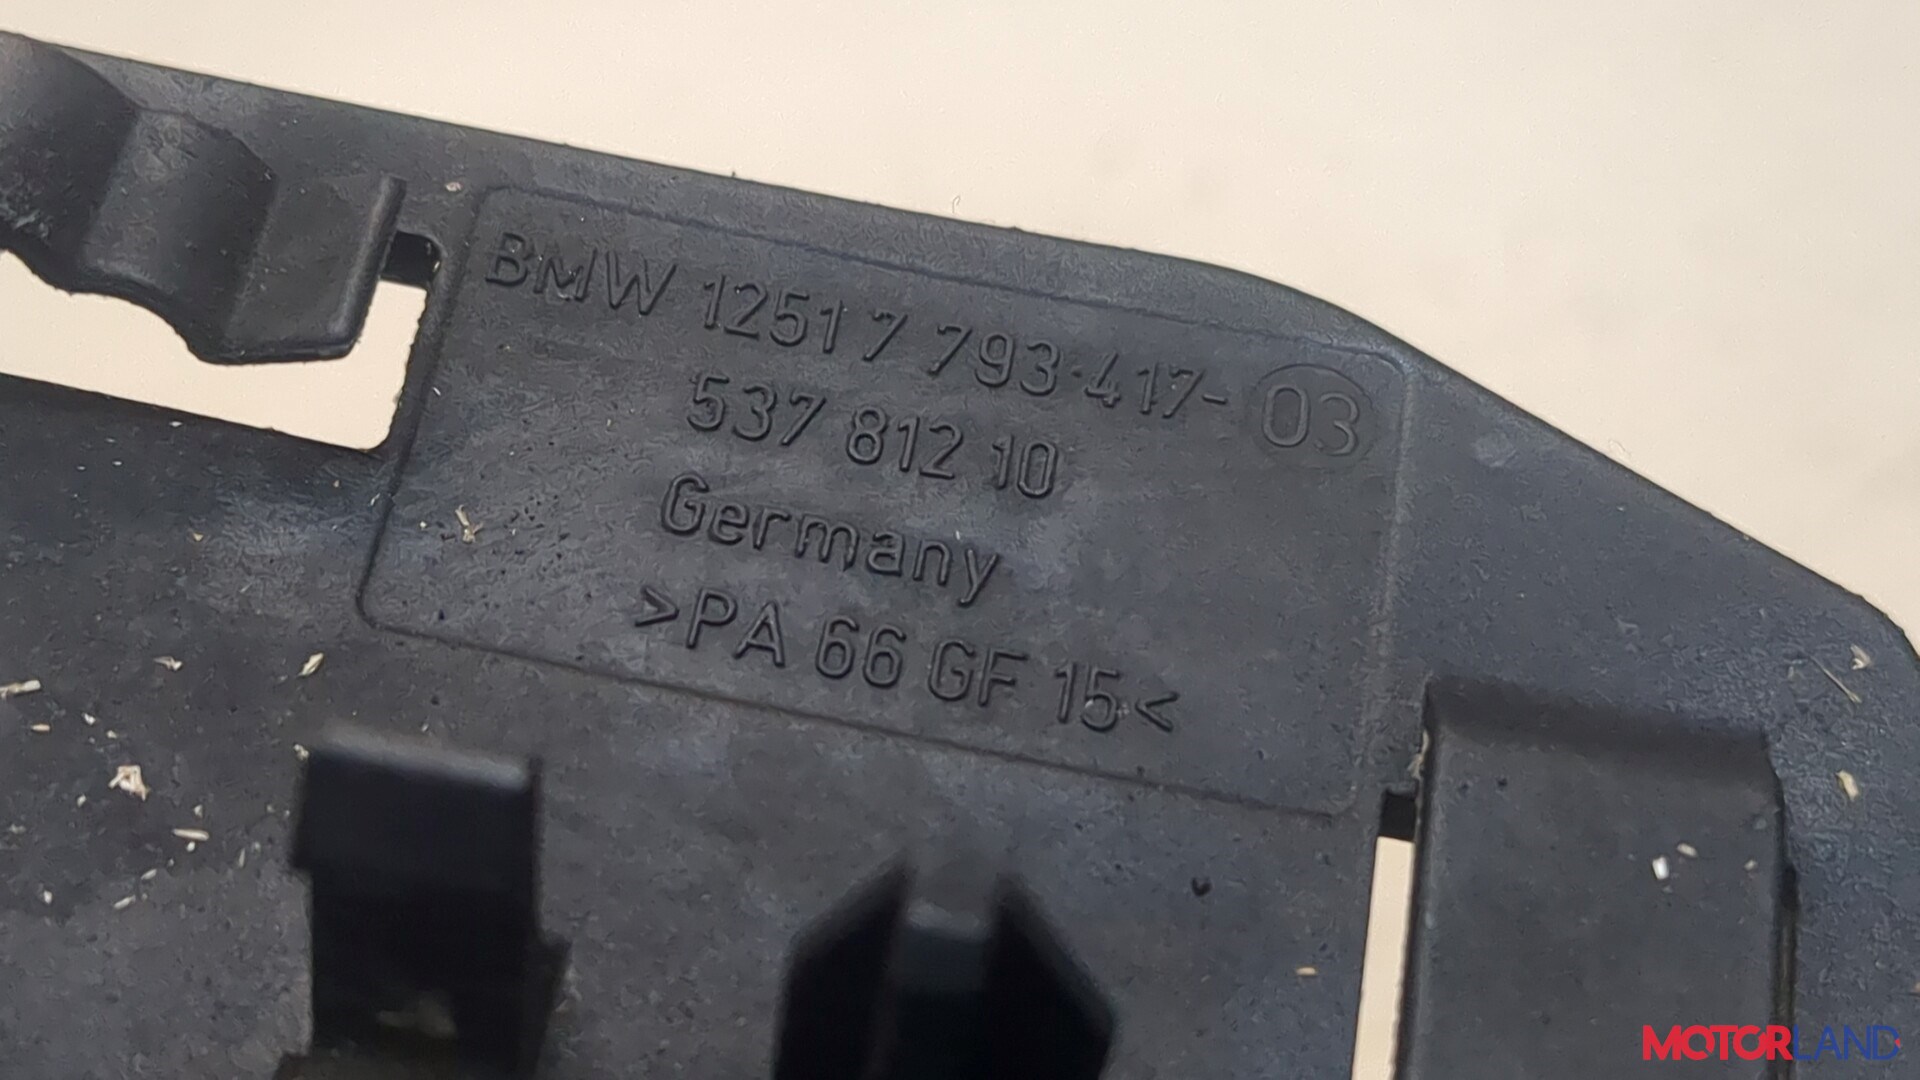 BMW 12517 793 417- 03
537 812 10
Germany
>PA 66 GF 15<
MOTORLAND